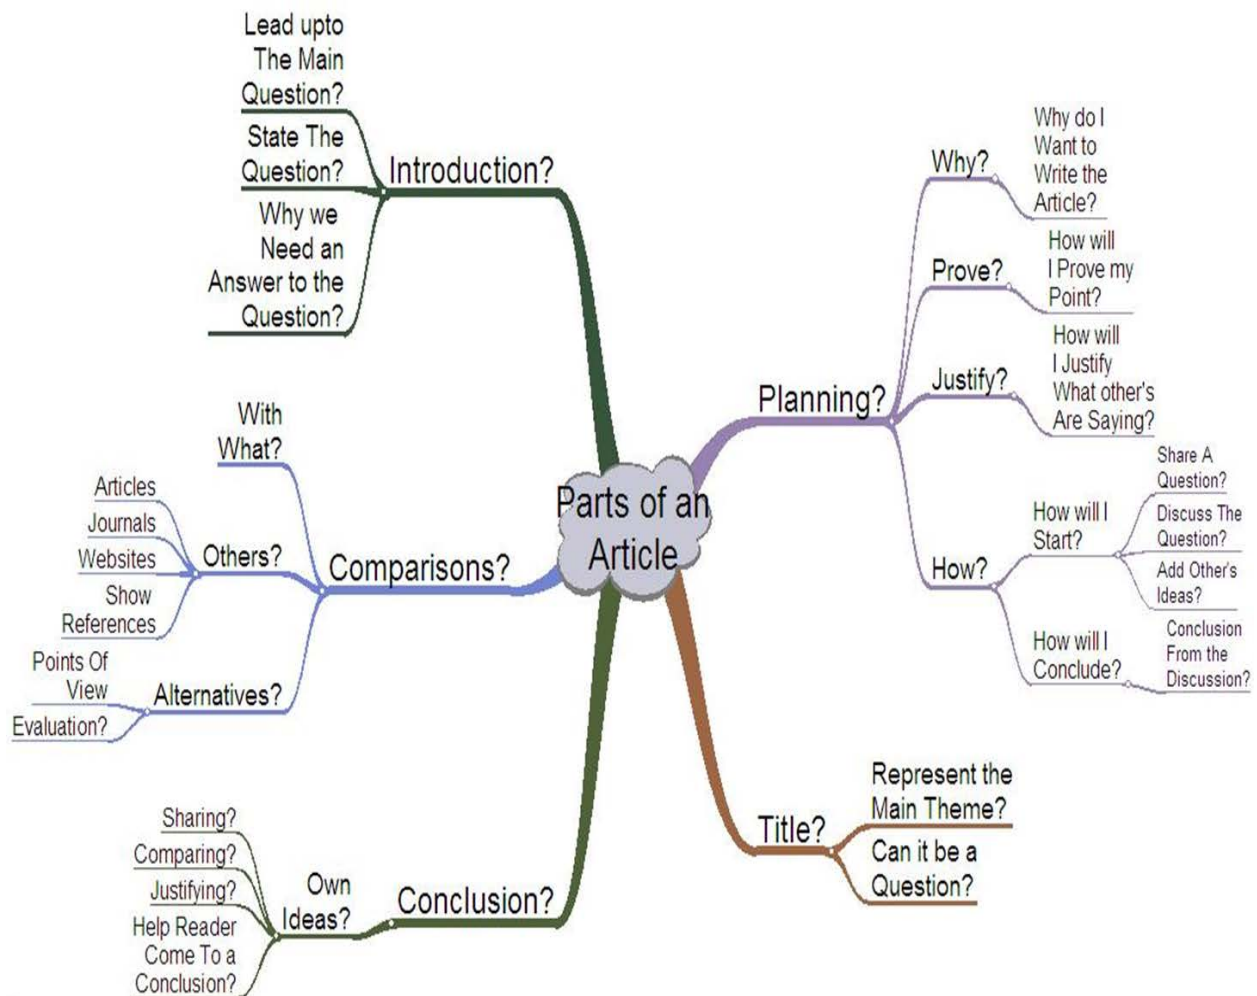 Parts of an
Article
Introduction?
Lead upto
The Main
Question?
State The
Question?
Why we
Need an
Answer to the
Question?
Planning?
Why?
Why do I
Want to
Write the
Article?
Prove?
How will
I Prove my
Point?
Justify?
How will
I Justify
What other's
Are Saying?
How?
How will I
Start?
Share A
Question?
Discuss The
Question?
Add Other's
Ideas?
How will I
Conclude?
Conclusion
From the
Discussion?
Comparisons?
With
What?
Others?
Articles
Journals
Websites
Show
References
Alternatives?
Points Of
View
Evaluation?
Title?
Represent the
Main Theme?
Can it be a
Question?
Conclusion?
Own
Ideas?
Sharing?
Comparing?
Justifying?
Help Reader
Come To a
Conclusion?